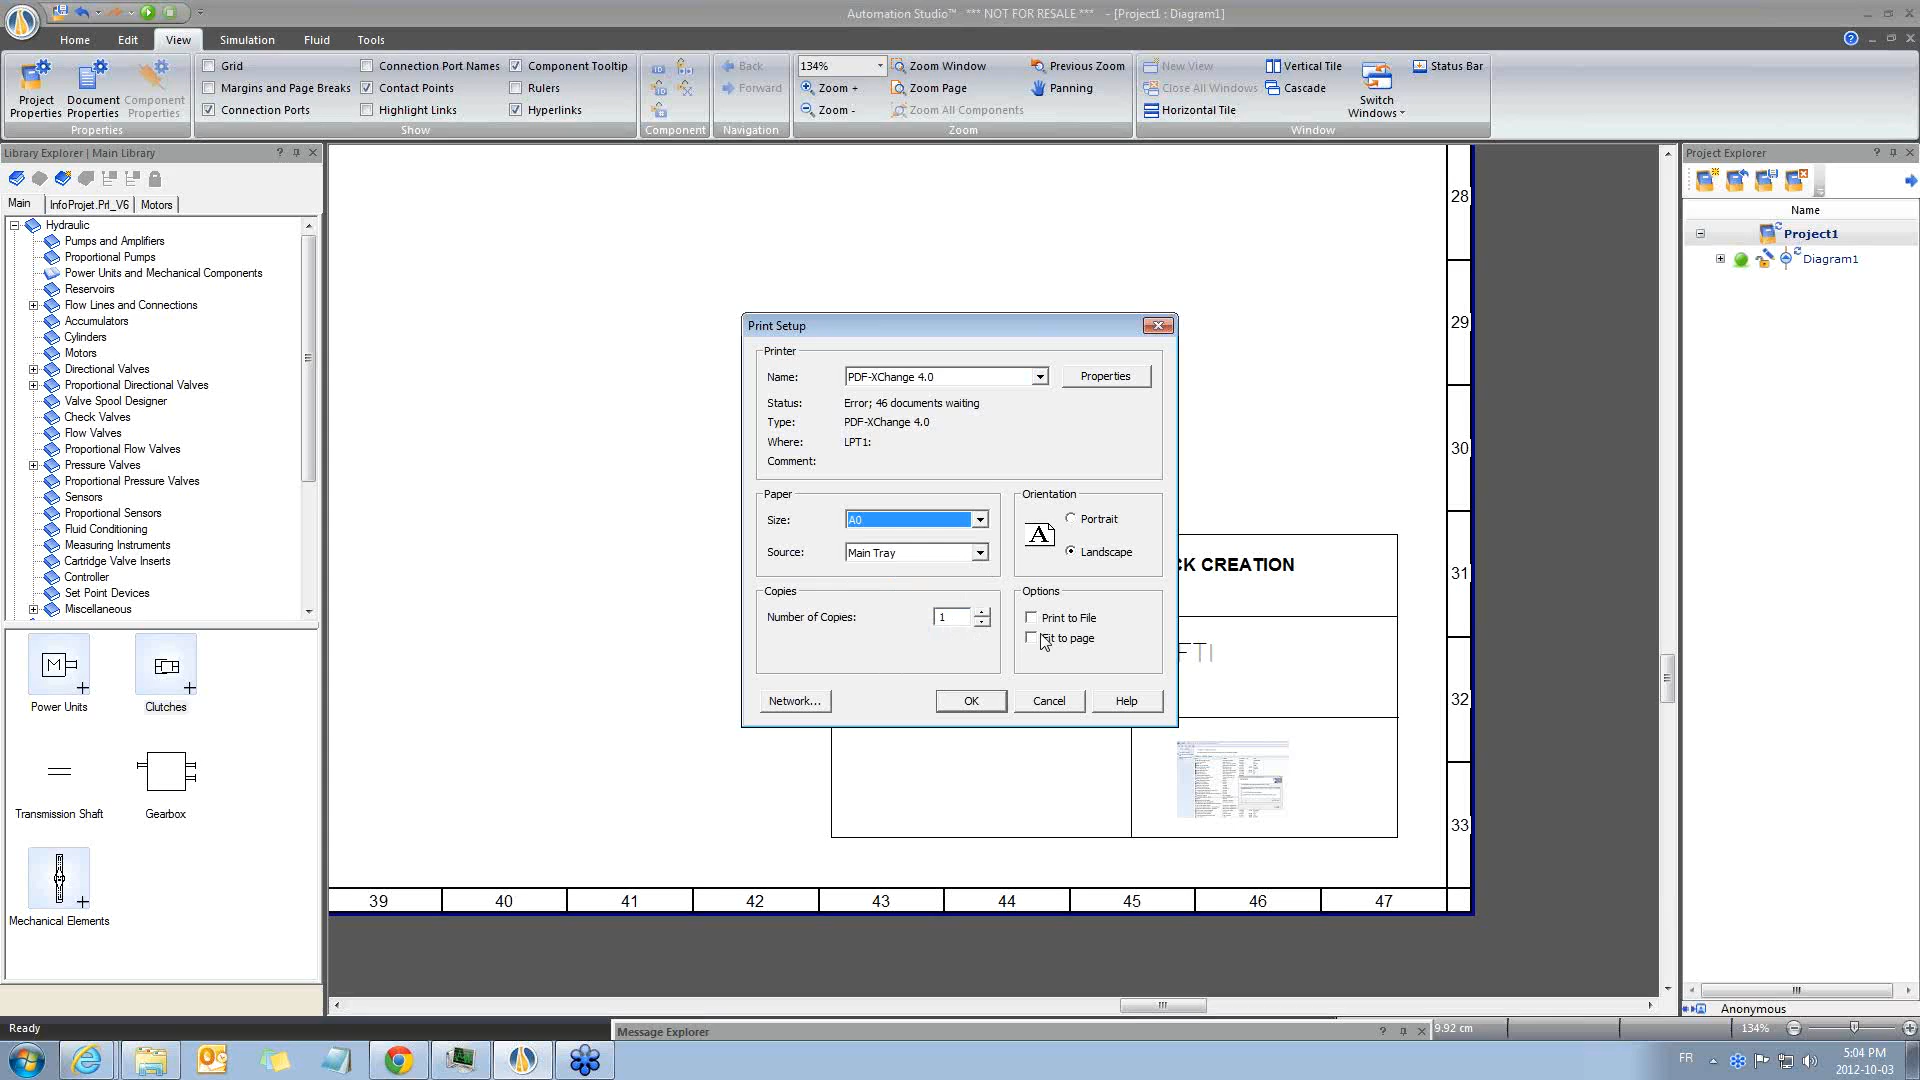 Automation Studio™ - *** NOT FOR RESALE *** - [Project1 : Diagram1]
Home Edit View Simulation Fluid Tools
Project Properties
Document Properties
Component Properties
Properties
Grid
Margins and Page Breaks
Connection Ports
Connection Port Names
Contact Points
Highlight Links
Component Tooltip
Rulers
Hyperlinks
Show
Component
Back
Forward
Navigation
134%
Zoom +
Zoom -
Zoom Window
Zoom Page
Zoom All Components
Previous Zoom
Panning
Zoom
New View
Close All Windows
Horizontal Tile
Vertical Tile
Cascade
Switch Windows
Status Bar
Window
Library Explorer | Main Library
Main InfoProjet.Prl_V6 Motors
Hydraulic
Pumps and Amplifiers
Proportional Pumps
Power Units and Mechanical Components
Reservoirs
Flow Lines and Connections
Accumulators
Cylinders
Motors
Directional Valves
Proportional Directional Valves
Valve Spool Designer
Check Valves
Flow Valves
Proportional Flow Valves
Pressure Valves
Proportional Pressure Valves
Sensors
Proportional Sensors
Fluid Conditioning
Measuring Instruments
Cartridge Valve Inserts
Controller
Set Point Devices
Miscellaneous
M
Power Units
Clutches
Transmission Shaft
Gearbox
Mechanical Elements
Print Setup
Printer
Name: PDF-XChange 4.0 Properties
Status: Error; 46 documents waiting
Type: PDF-XChange 4.0
Where: LPT1:
Comment:
Paper
Size: A0
Source: Main Tray
Orientation
A
Portrait
Landscape
Copies
Number of Copies: 1
Options
Print to File
Fit to page
Network... OK Cancel Help
CK CREATION
FTI
28
29
30
31
32
33
39 40 41 42 43 44 45 46 47
Project Explorer
Name
Project1
Diagram1
Anonymous
Ready
Message Explorer
9.92 cm
134%
FR
5:04 PM
2012-10-03